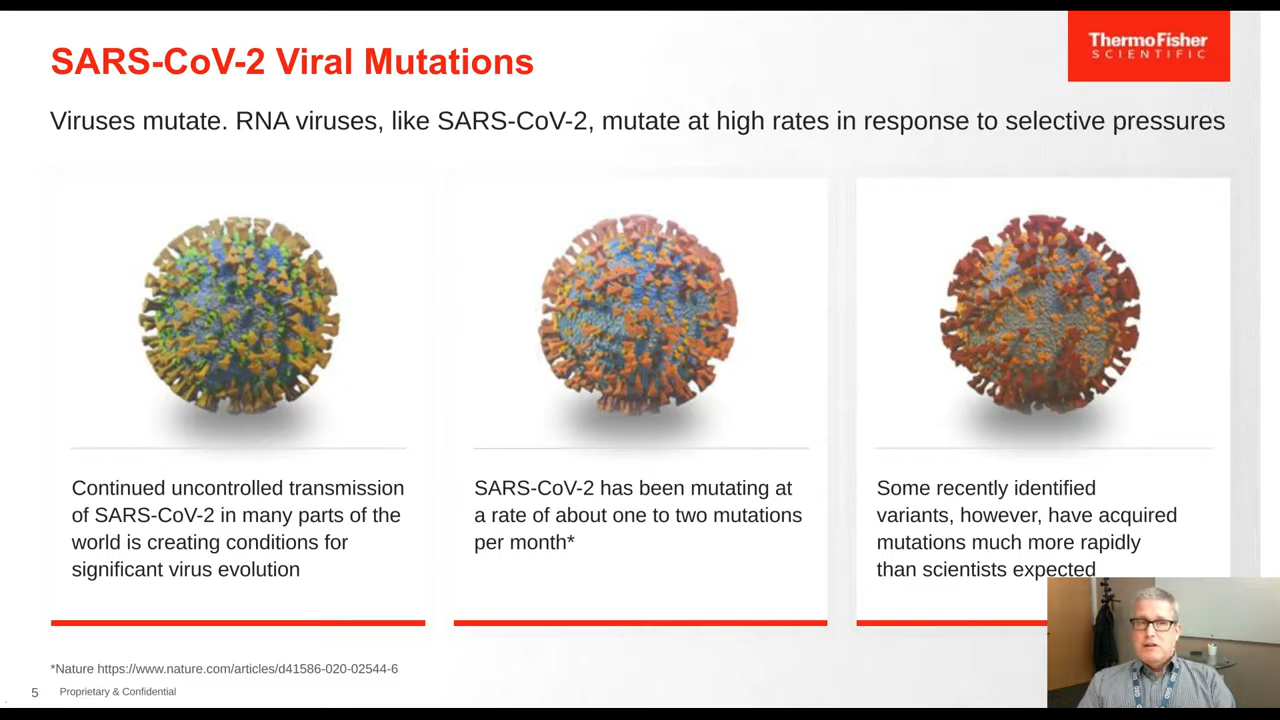 SARS-CoV-2 Viral Mutations
ThermoFisher
SCIENTIFIC
Viruses mutate. RNA viruses, like SARS-CoV-2, mutate at high rates in response to selective pressures
Continued uncontrolled transmission
of SARS-CoV-2 in many parts of the
world is creating conditions for
significant virus evolution
SARS-CoV-2 has been mutating at
a rate of about one to two mutations
per month*
Some recently identified
variants, however, have acquired
mutations much more rapidly
than scientists expected
*Nature https://www.nature.com/articles/d41586-020-02544-6
5 Proprietary & Confidential